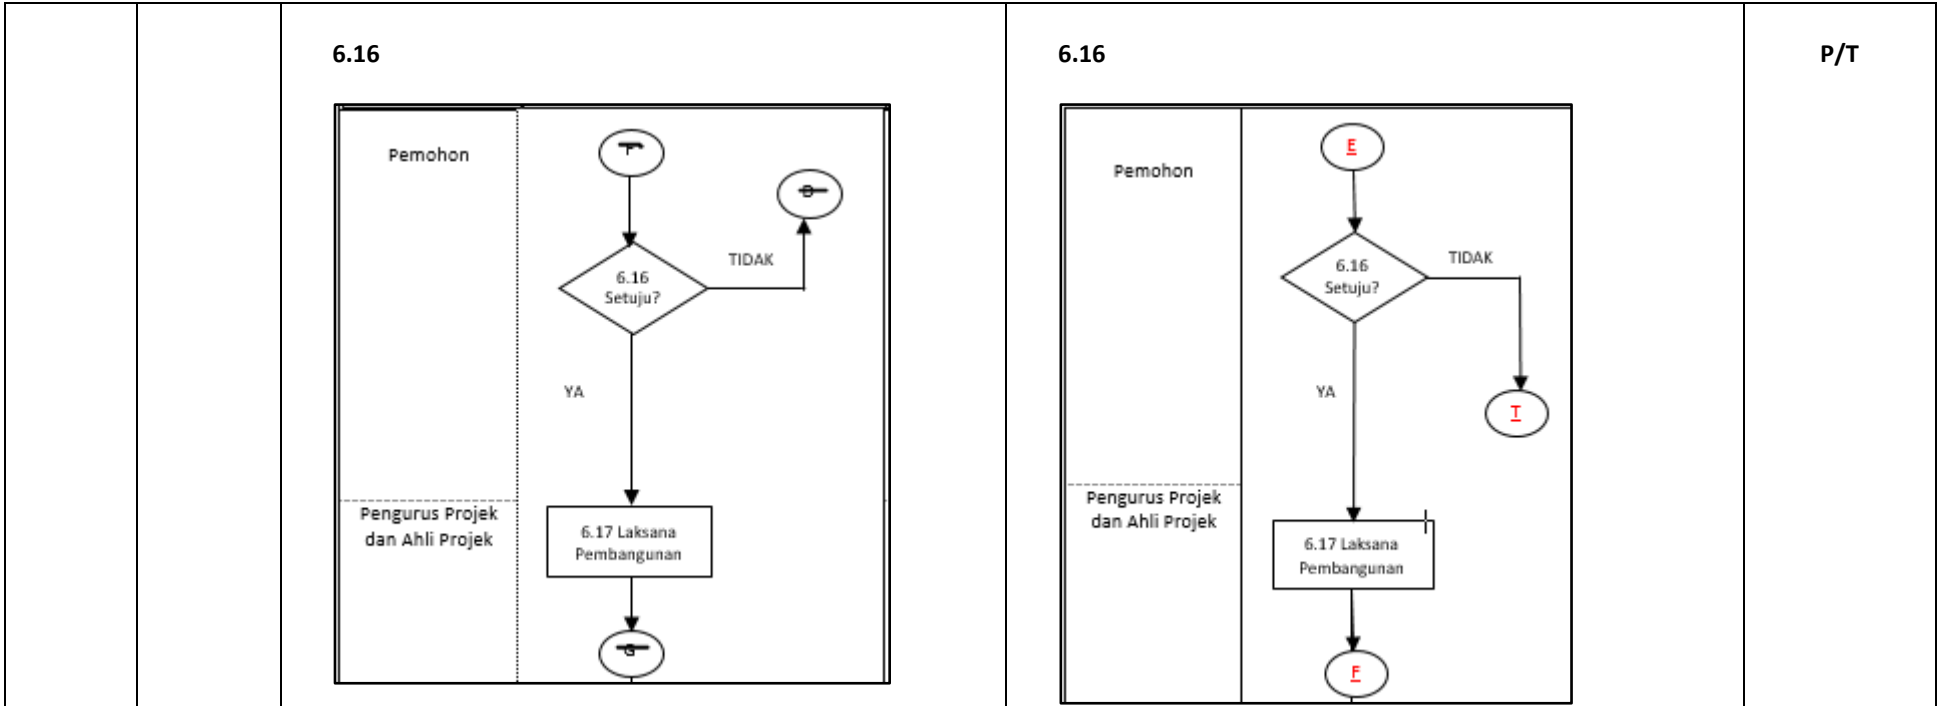 6.16
Pemohon
F
D
TIDAK
6.16
Setuju?
YA
Pengurus Projek
dan Ahli Projek
6.17 Laksana
Pembangunan
G
6.16
Pemohon
E
TIDAK
6.16
Setuju?
YA
T
Pengurus Projek
dan Ahli Projek
6.17 Laksana
Pembangunan
F
P/T